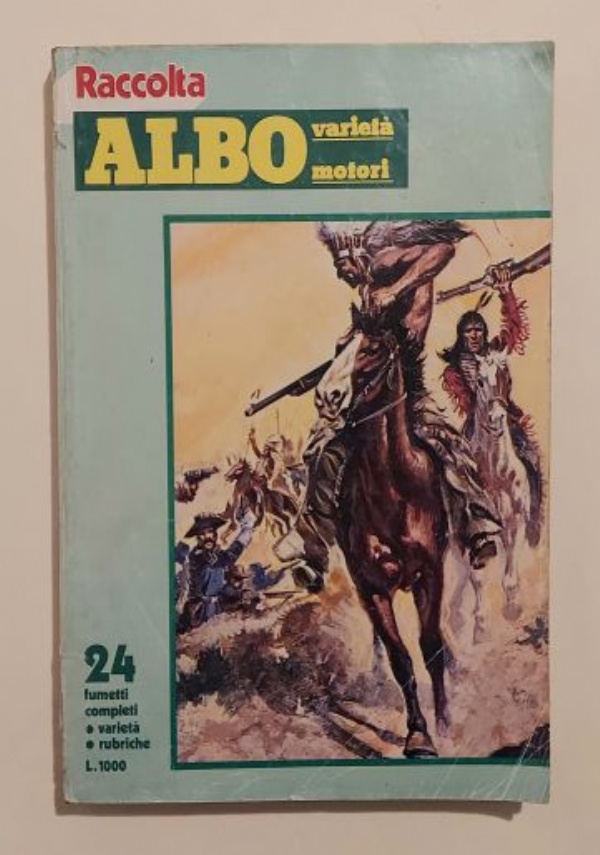 Raccolta
ALBO varietà
motori
24
fumetti
completi
• varietà
• rubriche
L.1000